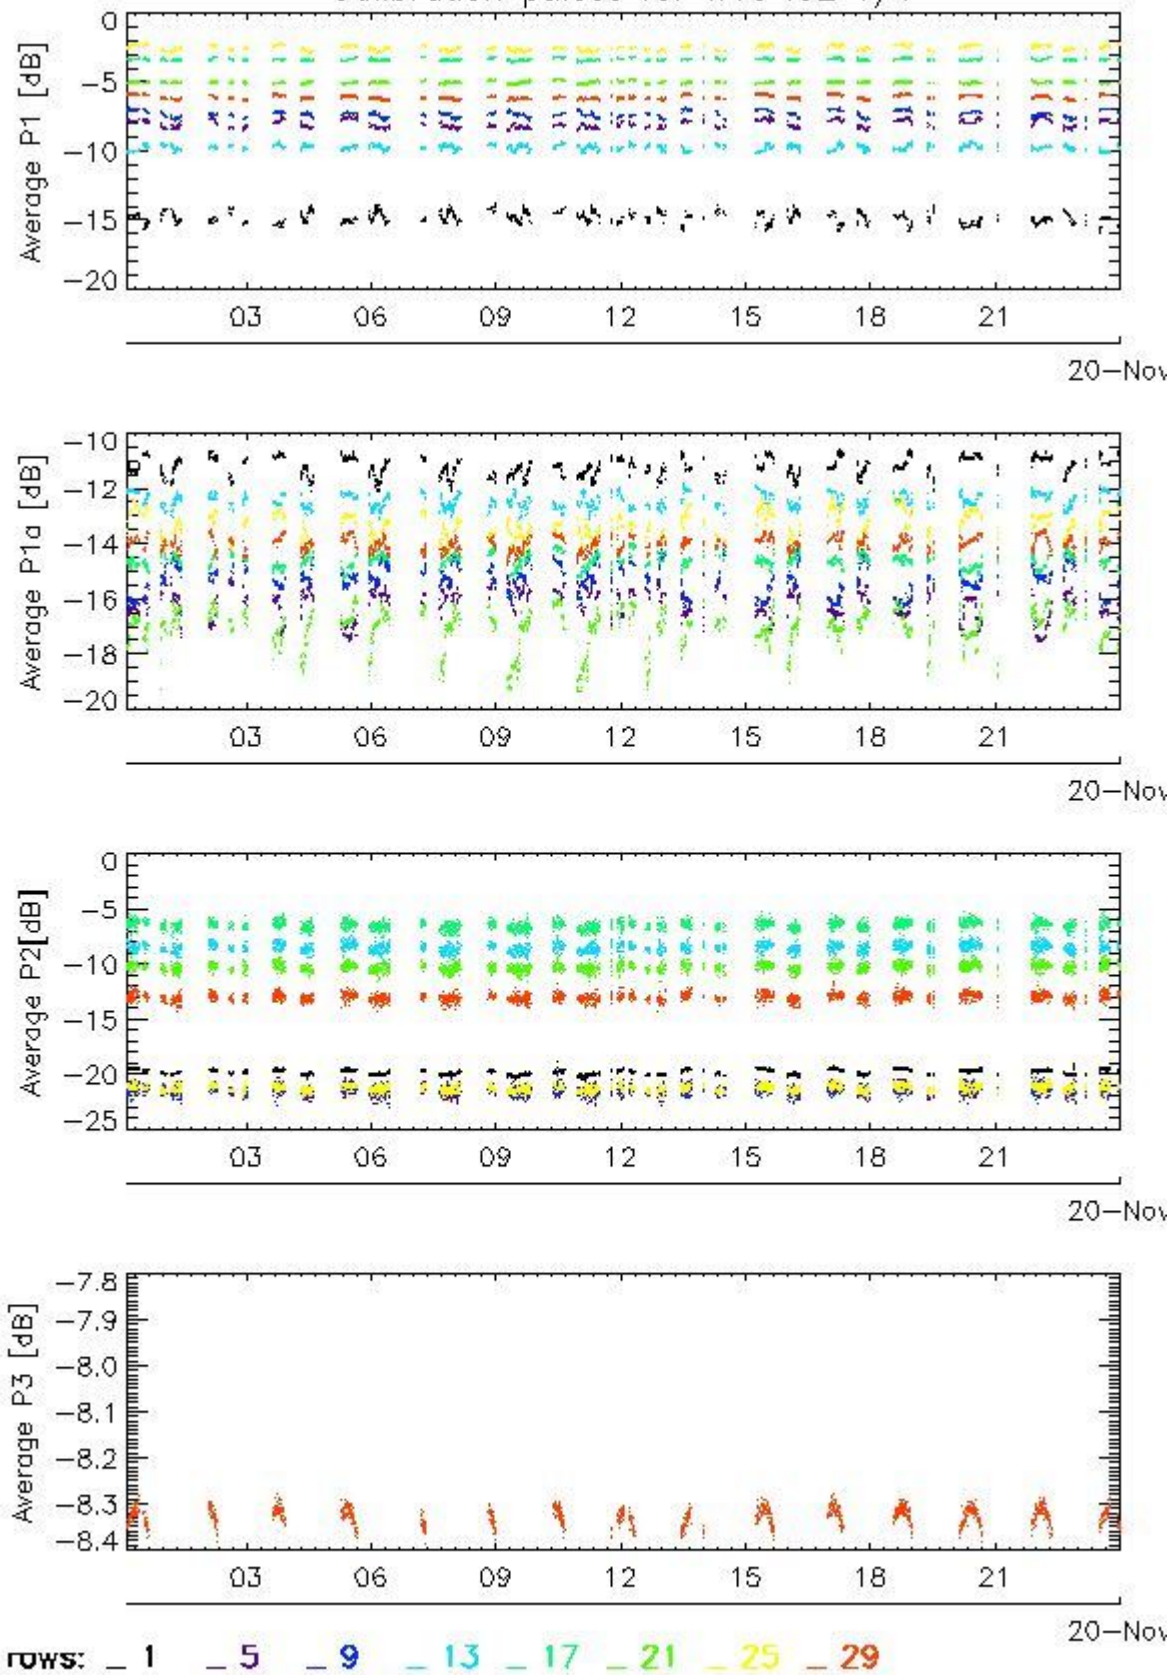 0
−5
−10
−15
−20
Average P1 [dB]
03 06 09 12 15 18 21
20−Nov
−10
−12
−14
−16
−18
−20
Average P1a [dB]
03 06 09 12 15 18 21
20−Nov
0
−5
−10
−15
−20
−25
Average P2[dB]
03 06 09 12 15 18 21
20−Nov
−7.8
−7.9
−8.0
−8.1
−8.2
−8.3
−8.4
Average P3 [dB]
03 06 09 12 15 18 21
20−Nov
rows: _ 1 _ 5 _ 9 _ 13 _ 17 _ 21 _ 25 _ 29